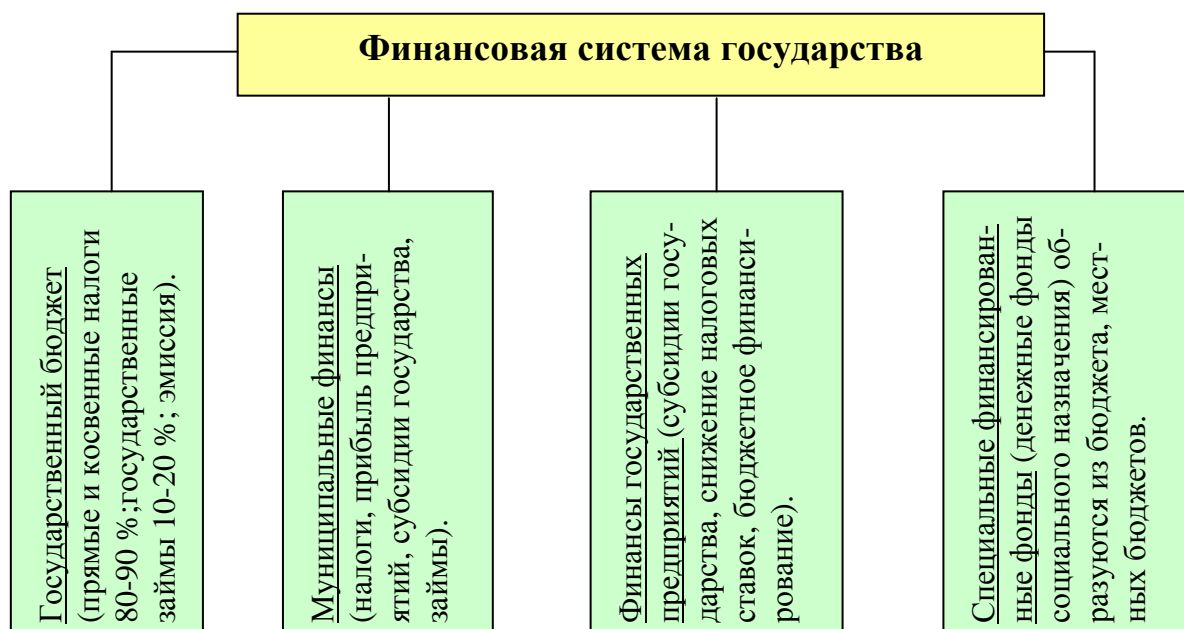 Финансовая система государства
Государственный бюджет
(прямые и косвенные налоги
80-90 %;государственные
займы 10-20 %; эмиссия).
Муниципальные финансы
(налоги, прибыль предпри-
ятий, субсидии государства,
займы).
Финансы государственных
предприятий (субсидии госу-
дарства, снижение налоговых
ставок, бюджетное финанси-
рование).
Специальные финансирован-
ные фонды (денежные фонды
социального назначения) об-
разуются из бюджета, мест-
ных бюджетов.